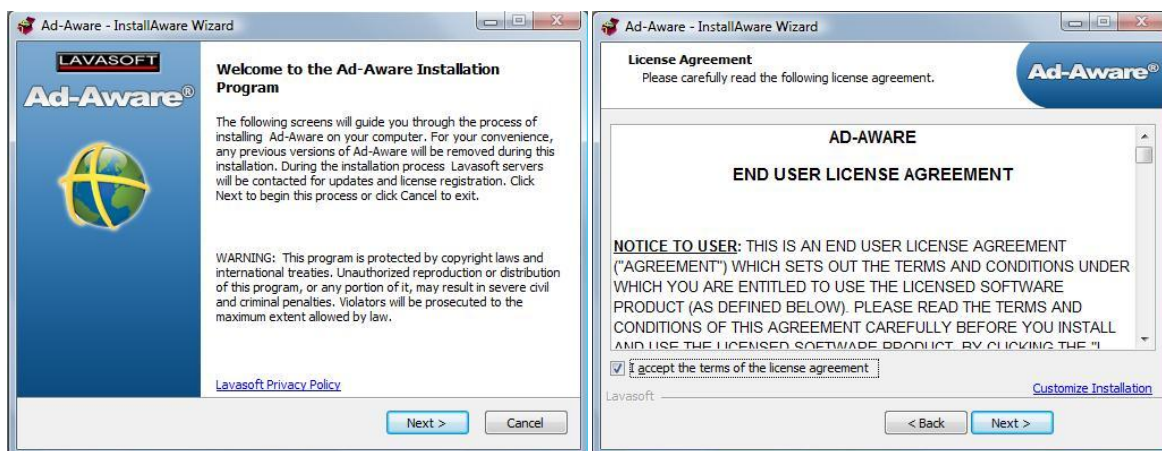 Ad-Aware - InstallAware Wizard
LAVASOFT
Ad-Aware®
Welcome to the Ad-Aware Installation
Program
The following screens will guide you through the process of
installing Ad-Aware on your computer. For your convenience,
any previous versions of Ad-Aware will be removed during this
installation. During the installation process Lavasoft servers
will be contacted for updates and license registration. Click
Next to begin this process or click Cancel to exit.
WARNING: This program is protected by copyright laws and
international treaties. Unauthorized reproduction or distribution
of this program, or any portion of it, may result in severe civil
and criminal penalties. Violators will be prosecuted to the
maximum extent allowed by law.
Lavasoft Privacy Policy
Next >
Cancel
Ad-Aware - InstallAware Wizard
License Agreement
Please carefully read the following license agreement.
Ad-Aware®
AD-AWARE
END USER LICENSE AGREEMENT
NOTICE TO USER: THIS IS AN END USER LICENSE AGREEMENT
("AGREEMENT") WHICH SETS OUT THE TERMS AND CONDITIONS UNDER
WHICH YOU ARE ENTITLED TO USE THE LICENSED SOFTWARE
PRODUCT (AS DEFINED BELOW). PLEASE READ THE TERMS AND
CONDITIONS OF THIS AGREEMENT CAREFULLY BEFORE YOU INSTALL
AND USE THE LICENSED SOFTWARE PRODUCT. BY CLICKING THE "I
I accept the terms of the license agreement
Customize Installation
Lavasoft
< Back
Next >